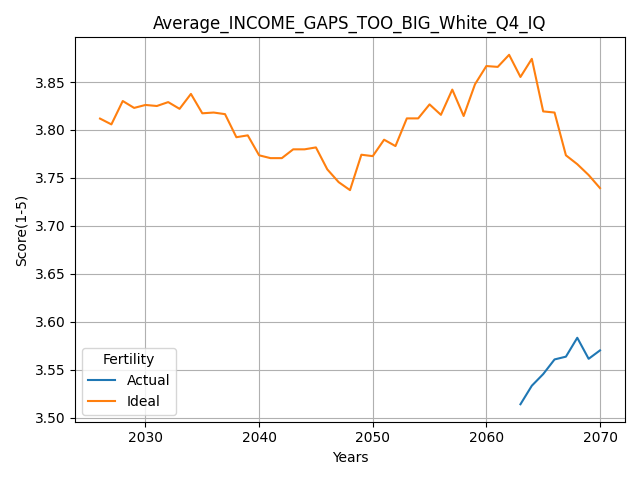 Average_INCOME_GAPS_TOO_BIG_White_Q4_IQ
Score(1-5)
3.85
3.80
3.75
3.70
3.65
3.60
3.55
3.50
Fertility
Actual
Ideal
2030 2040 2050 2060 2070
Years